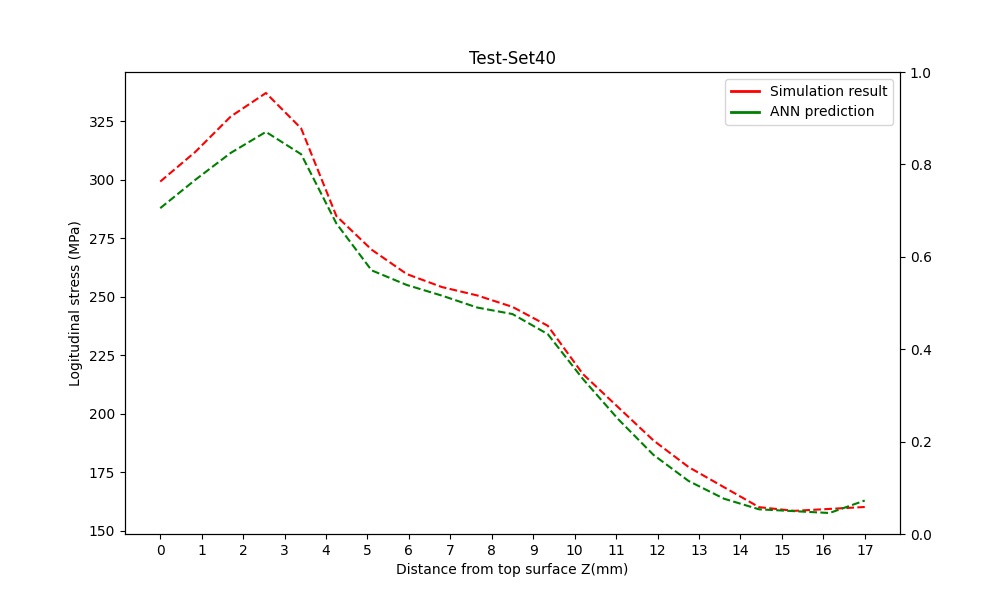 Test-Set40
Simulation result
ANN prediction
Logitudinal stress (MPa)
325
300
275
250
225
200
175
150
1.0
0.8
0.6
0.4
0.2
0.0
0 1 2 3 4 5 6 7 8 9 10 11 12 13 14 15 16 17
Distance from top surface Z(mm)